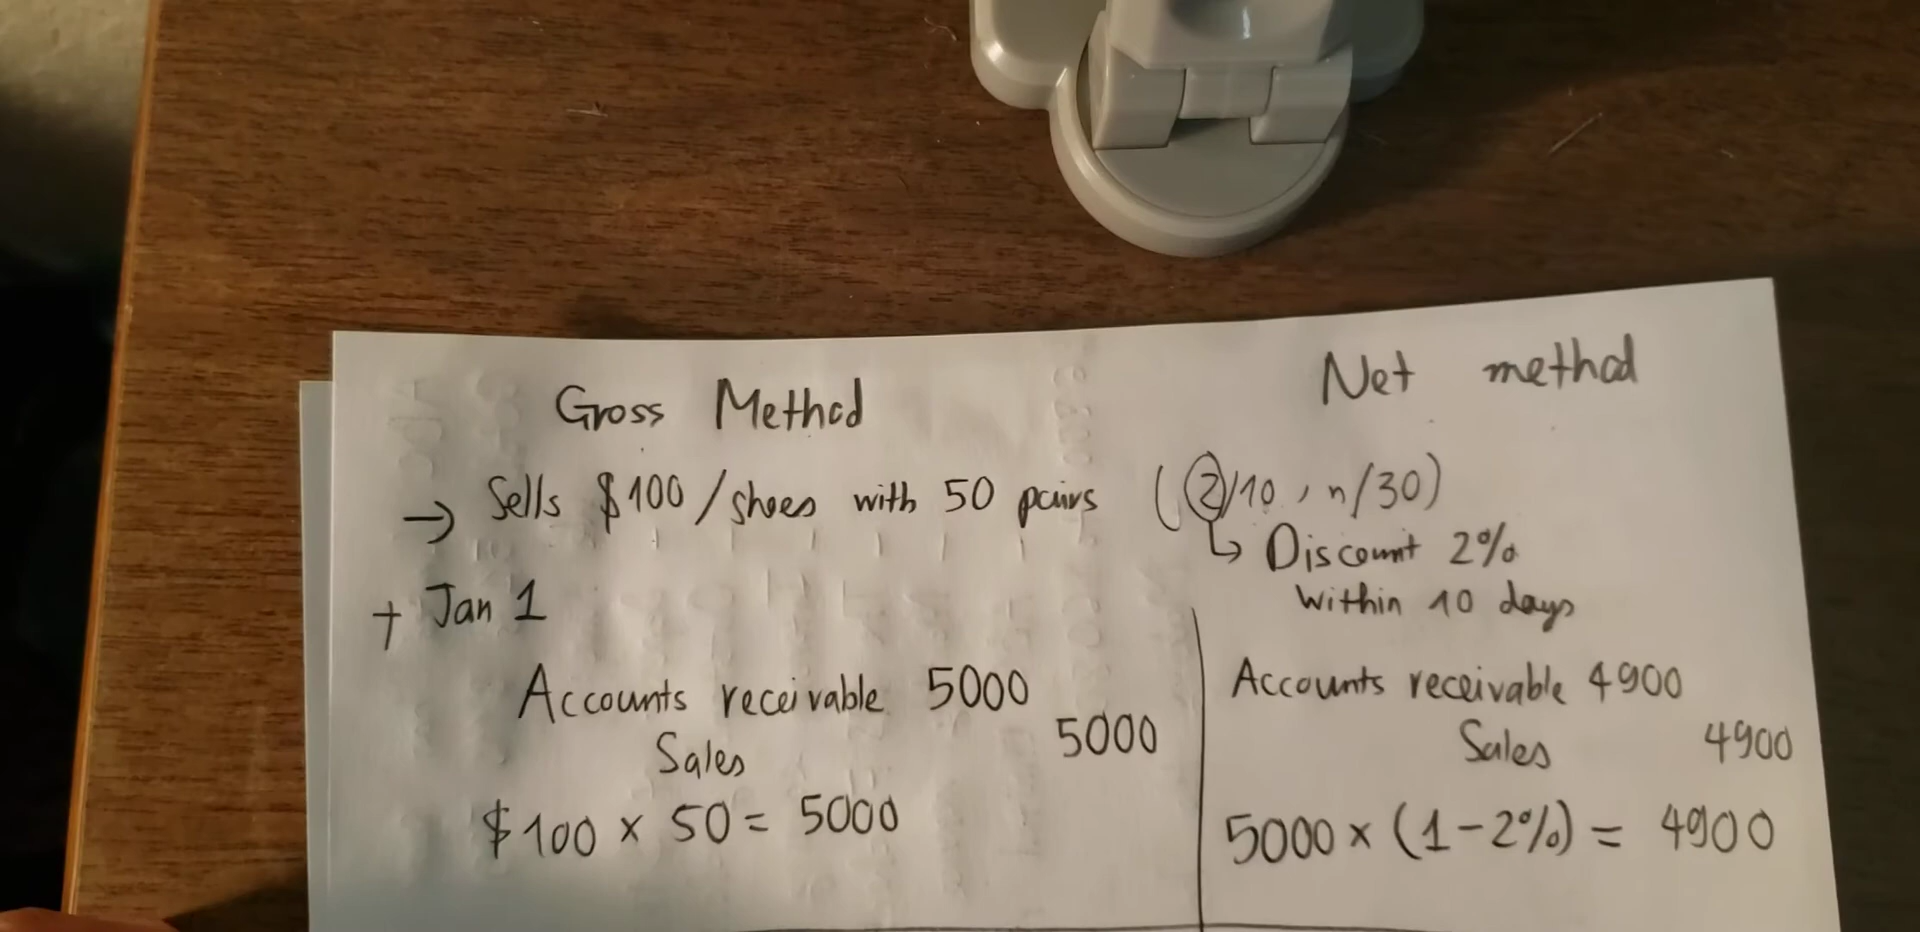 Gross Method
Net method
→ Sells $100/shoes with 50 pairs (2/10, n/30)
↳ Discount 2%
within 10 days
+ Jan 1
Accounts receivable 5000
Sales 5000
$100 × 50 = 5000
Accounts receivable 4900
Sales 4900
5000 × (1-2%) = 4900